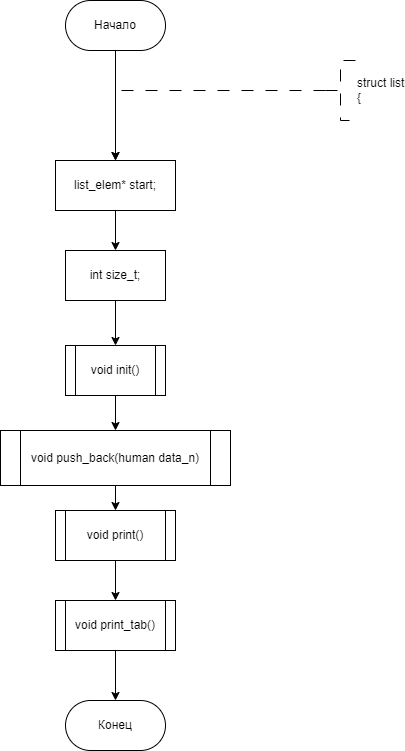 Начало
struct list
{
list_elem* start;
int size_t;
void init()
void push_back(human data_n)
void print()
void print_tab()
Конец